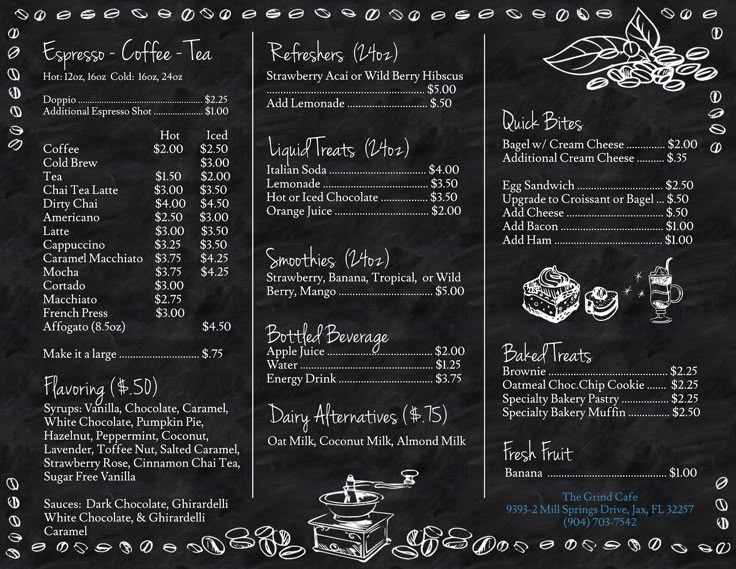 Espresso - Coffee - Tea
Hot: 12oz, 16oz Cold: 16oz, 24oz
Doppio ........ $2.25
Additional Espresso Shot ........ $1.00
Hot Iced
Coffee $2.00 $2.50
Cold Brew $3.00
Tea $1.50 $2.00
Chai Tea Latte $3.00 $3.50
Dirty Chai $4.00 $4.50
Americano $2.50 $3.00
Latte $3.00 $3.50
Cappuccino $3.25 $3.50
Caramel Macchiato $3.75 $4.25
Mocha $3.75 $4.25
Cortado $3.00
Macchiato $2.75
French Press $3.00
Affogato (8.5oz) $4.50
Make it a large ........ $.75
Flavoring ($.50)
Syrups: Vanilla, Chocolate, Caramel,
White Chocolate, Pumpkin Pie,
Hazelnut, Peppermint, Coconut,
Lavender, Toffee Nut, Salted Caramel,
Strawberry Rose, Cinnamon Chai Tea,
Sugar Free Vanilla
Sauces: Dark Chocolate, Ghirardelli
White Chocolate, & Ghirardelli
Caramel
Refreshers (24oz)
Strawberry Acai or Wild Berry Hibscus
........ $5.00
Add Lemonade ........ $.50
Liquid Treats (24oz)
Italian Soda ........ $4.00
Lemonade ........ $3.50
Hot or Iced Chocolate ........ $3.50
Orange Juice ........ $2.00
Smoothies (24oz)
Strawberry, Banana, Tropical, or Wild
Berry, Mango ........ $5.00
Bottled Beverage
Apple Juice ........ $2.00
Water ........ $1.25
Energy Drink ........ $3.75
Dairy Alternatives ($.75)
Oat Milk, Coconut Milk, Almond Milk
Quick Bites
Bagel w/ Cream Cheese ........ $2.00
Additional Cream Cheese ........ $.35
Egg Sandwich ........ $2.50
Upgrade to Croissant or Bagel ... $.50
Add Cheese ........ $.50
Add Bacon ........ $1.00
Add Ham ........ $1.00
Baked Treats
Brownie ........ $2.25
Oatmeal Choc.Chip Cookie ...... $2.25
Specialty Bakery Pastry ........ $2.25
Specialty Bakery Muffin ........ $2.50
Fresh Fruit
Banana ........ $1.00
The Grind Cafe
9393-2 Mill Springs Drive, Jax, FL 32257
(904) 703-7542